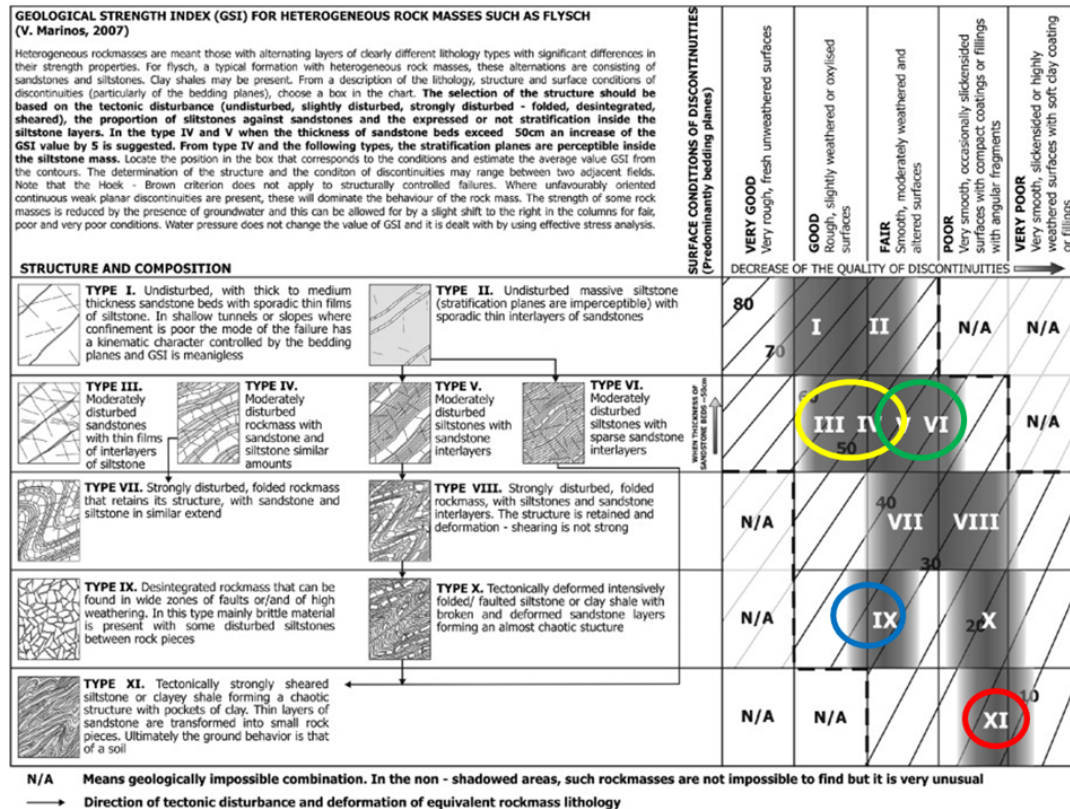 GEOLOGICAL STRENGTH INDEX (GSI) FOR HETEROGENEOUS ROCK MASSES SUCH AS FLYSCH
(V. Marinos, 2007)
Heterogeneous rockmasses are meant those with alternating layers of clearly different lithology types with significant differences in
their strength properties. For flysch, a typical formation with heterogeneous rock masses, these alternations are consisting of
sandstones and siltstones. Clay shales may be present. From a description of the lithology, structure and surface conditions of
discontinuities (particularly of the bedding planes), choose a box in the chart. The selection of the structure should be
based on the tectonic disturbance (undisturbed, slightly disturbed, strongly disturbed - folded, desintegrated,
sheared), the proportion of slitstones against sandstones and the expressed or not stratification inside the
siltstone layers. In the type IV and V when the thickness of sandstone beds exceed 50cm an increase of the
GSI value by 5 is suggested. From type IV and the following types, the stratification planes are perceptible inside
the siltstone mass. Locate the position in the box that corresponds to the conditions and estimate the average value GSI from
the contours. The determination of the structure and the conditon of discontinuities may range between two adjacent fields.
Note that the Hoek - Brown criterion does not apply to structurally controlled failures. Where unfavourably oriented
continuous weak planar discontinuities are present, these will dominate the behaviour of the rock mass. The strength of some rock
masses is reduced by the presence of groundwater and this can be allowed for by a slight shift to the right in the columns for fair,
poor and very poor conditions. Water pressure does not change the value of GSI and it is dealt with by using effective stress analysis.
SURFACE CONDITIONS OF DISCONTINUITIES
(Predominantly bedding planes)
VERY GOOD
Very rough, fresh unweathered surfaces
GOOD
Rough, slightly weathered or oxylised
surfaces
FAIR
Smooth, moderately weathered and
altered surfaces
POOR
Very smooth, occasionally slickensided
surfaces with compact coatings or fillings
with angular fragments
VERY POOR
Very smooth, slickensided or highly
weathered surfaces with soft clay coating
or fillings
STRUCTURE AND COMPOSITION
DECREASE OF THE QUALITY OF DISCONTINUITIES
TYPE I. Undisturbed, with thick to medium
thickness sandstone beds with sporadic thin films
of siltstone. In shallow tunnels or slopes where
confinement is poor the mode of the failure has
a kinematic character controlled by the bedding
planes and GSI is meanigless
TYPE II. Undisturbed massive siltstone
(stratification planes are imperceptible) with
sporadic thin interlayers of sandstones
80
70
I
II
N/A
N/A
TYPE III.
Moderately
disturbed
sandstones
with thin films
of interlayers
of siltstone
TYPE IV.
Moderately
disturbed
rockmass with
sandstone and
siltstone similar
amounts
TYPE V.
Moderately
disturbed
siltstones with
sandstone
interlayers
TYPE VI.
Moderately
disturbed
siltstones with
sparse sandstone
interlayers
WHEN THICKNESS OF
SANDSTONE BEDS ~50cm
60
III
IV
V
VI
50
N/A
TYPE VII. Strongly disturbed, folded rockmass
that retains its structure, with sandstone and
siltstone in similar extend
TYPE VIII. Strongly disturbed, folded
rockmass, with siltstones and sandstone
interlayers. The structure is retained and
deformation - shearing is not strong
N/A
40
VII
VIII
30
TYPE IX. Desintegrated rockmass that can be
found in wide zones of faults or/and of high
weathering. In this type mainly brittle material
is present with some disturbed siltstones
between rock pieces
TYPE X. Tectonically deformed intensively
folded/ faulted siltstone or clay shale with
broken and deformed sandstone layers
forming an almost chaotic stucture
N/A
IX
20
X
TYPE XI. Tectonically strongly sheared
siltstone or clayey shale forming a chaotic
structure with pockets of clay. Thin layers of
sandstone are transformed into small rock
pieces. Ultimately the ground behavior is that
of a soil
N/A
N/A
XI
10
N/A Means geologically impossible combination. In the non - shadowed areas, such rockmasses are not impossible to find but it is very unusual
Direction of tectonic disturbance and deformation of equivalent rockmass lithology